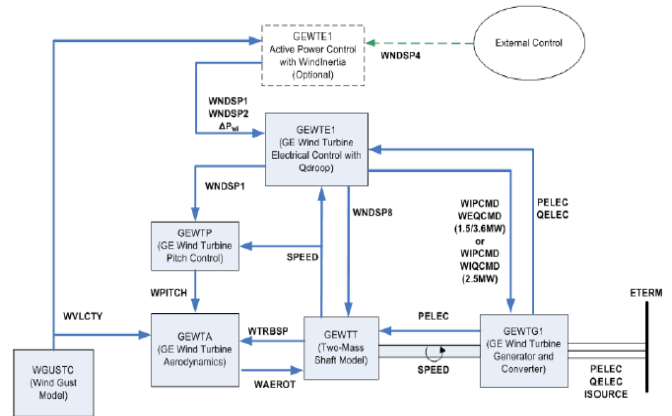 GEWTE1
Active Power Control
with WindInertia
(Optional)
External Control
WNDSP4
WNDSP1
WNDSP2
ΔPwi
GEWTE1
(GE Wind Turbine
Electrical Control with
Qdroop)
WNDSP1
WNDSP8
WIPCMD
WEQCMD
(1.5/3.6MW)
or
WIPCMD
WIQCMD
(2.5MW)
PELEC
QELEC
GEWTP
(GE Wind Turbine
Pitch Control)
SPEED
WPITCH
ETERM
WVLCTY
GEWTA
(GE Wind Turbine
Aerodynamics)
WTRBSP
WAEROT
GEWTT
(Two-Mass
Shaft Model)
PELEC
SPEED
GEWTG1
(GE Wind Turbine
Generator and
Converter)
PELEC
QELEC
ISOURCE
WGUSTC
(Wind Gust
Model)